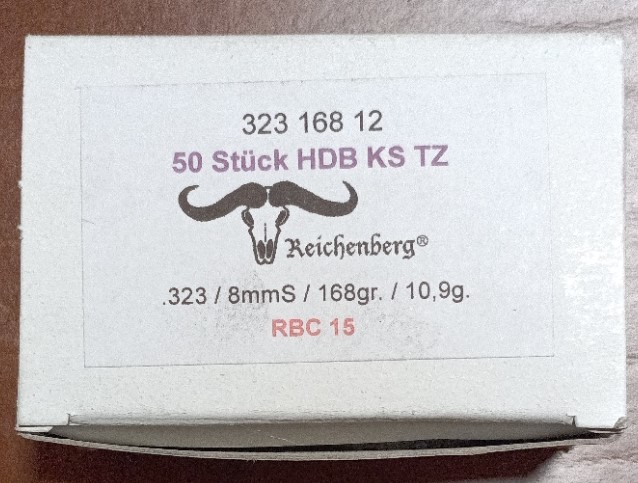 323 168 12
50 Stück HDB KS TZ
Reichenberg®
.323 / 8mmS / 168gr. / 10,9g.
RBC 15